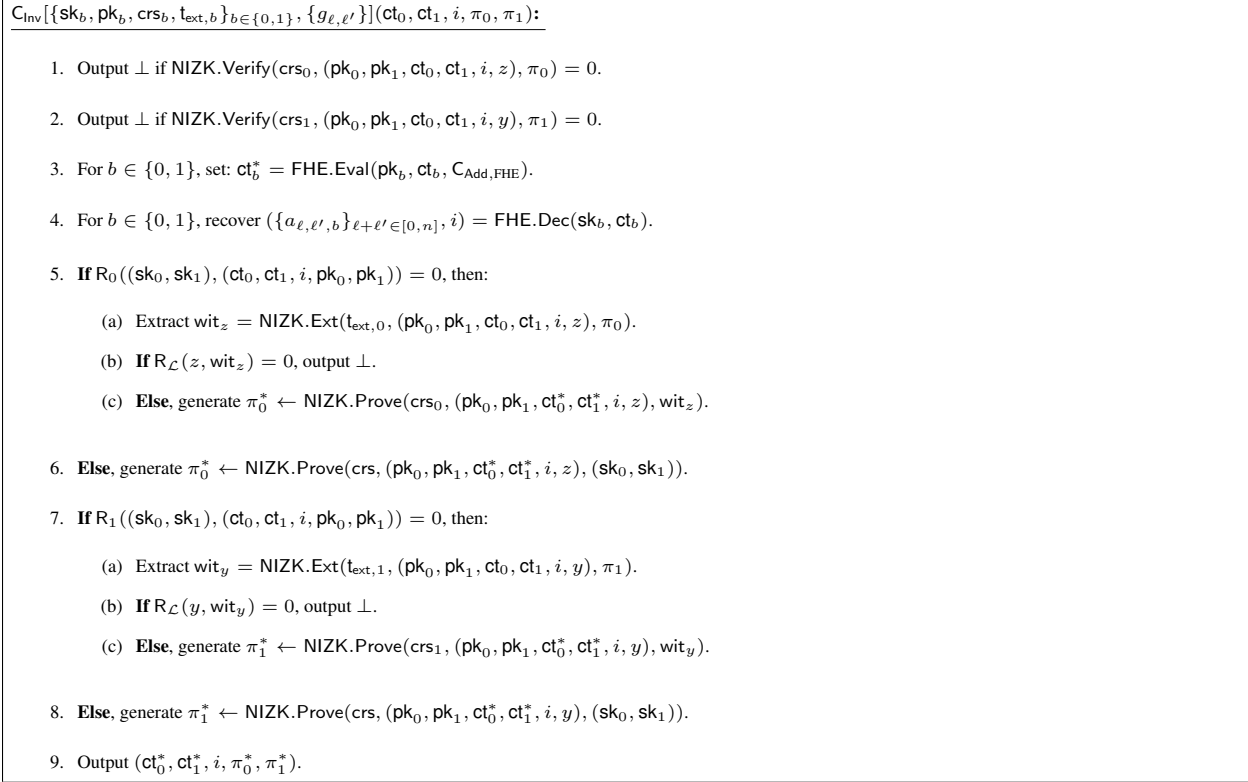 C_Inv[{sk_b, pk_b, crs_b, t_ext,b}_b∈{0,1}, {g_ℓ,ℓ′}](ct_0, ct_1, i, π_0, π_1):
1. Output ⊥ if NIZK.Verify(crs_0, (pk_0, pk_1, ct_0, ct_1, i, z), π_0) = 0.
2. Output ⊥ if NIZK.Verify(crs_1, (pk_0, pk_1, ct_0, ct_1, i, y), π_1) = 0.
3. For b ∈ {0, 1}, set: ct*_b = FHE.Eval(pk_b, ct_b, C_Add,FHE).
4. For b ∈ {0, 1}, recover ({a_ℓ,ℓ′,b}_ℓ+ℓ′∈[0,n], i) = FHE.Dec(sk_b, ct_b).
5. If R_0((sk_0, sk_1), (ct_0, ct_1, i, pk_0, pk_1)) = 0, then:
(a) Extract wit_z = NIZK.Ext(t_ext,0, (pk_0, pk_1, ct_0, ct_1, i, z), π_0).
(b) If R_ℒ(z, wit_z) = 0, output ⊥.
(c) Else, generate π*_0 ← NIZK.Prove(crs_0, (pk_0, pk_1, ct*_0, ct*_1, i, z), wit_z).
6. Else, generate π*_0 ← NIZK.Prove(crs, (pk_0, pk_1, ct*_0, ct*_1, i, z), (sk_0, sk_1)).
7. If R_1((sk_0, sk_1), (ct_0, ct_1, i, pk_0, pk_1)) = 0, then:
(a) Extract wit_y = NIZK.Ext(t_ext,1, (pk_0, pk_1, ct_0, ct_1, i, y), π_1).
(b) If R_ℒ(y, wit_y) = 0, output ⊥.
(c) Else, generate π*_1 ← NIZK.Prove(crs_1, (pk_0, pk_1, ct*_0, ct*_1, i, y), wit_y).
8. Else, generate π*_1 ← NIZK.Prove(crs, (pk_0, pk_1, ct*_0, ct*_1, i, y), (sk_0, sk_1)).
9. Output (ct*_0, ct*_1, i, π*_0, π*_1).